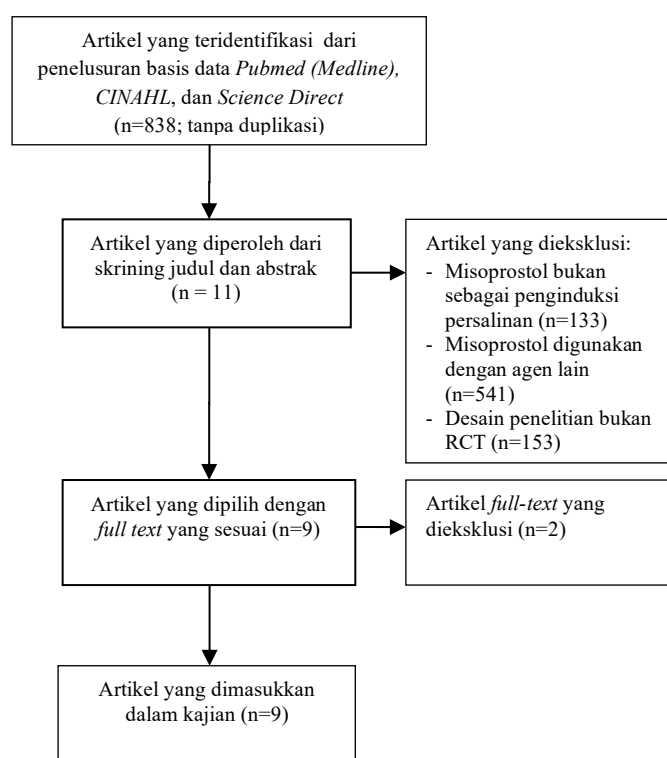 Artikel yang teridentifikasi dari
penelusuran basis data Pubmed (Medline),
CINAHL, dan Science Direct
(n=838; tanpa duplikasi)
Artikel yang diperoleh dari
skrining judul dan abstrak
(n = 11)
Artikel yang dieksklusi:
- Misoprostol bukan
sebagai penginduksi
persalinan (n=133)
- Misoprostol digunakan
dengan agen lain
(n=541)
- Desain penelitian bukan
RCT (n=153)
Artikel yang dipilih dengan
full text yang sesuai (n=9)
Artikel full-text yang
dieksklusi (n=2)
Artikel yang dimasukkan
dalam kajian (n=9)